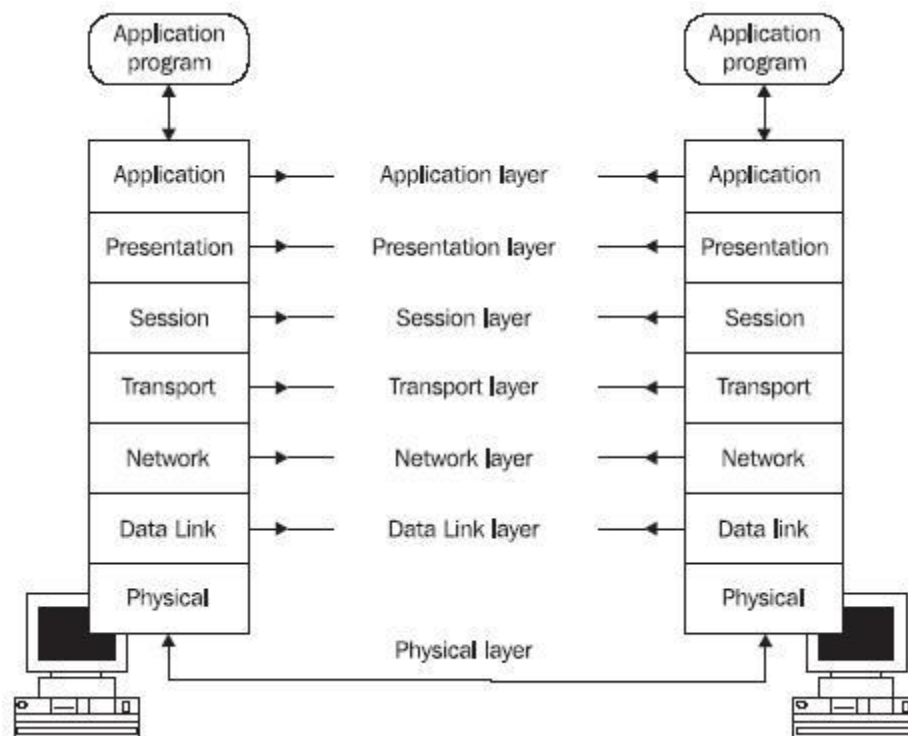 Application
program
Application
program
Application
Application layer
Application
Presentation
Presentation layer
Presentation
Session
Session layer
Session
Transport
Transport layer
Transport
Network
Network layer
Network
Data Link
Data Link layer
Data link
Physical
Physical
Physical layer